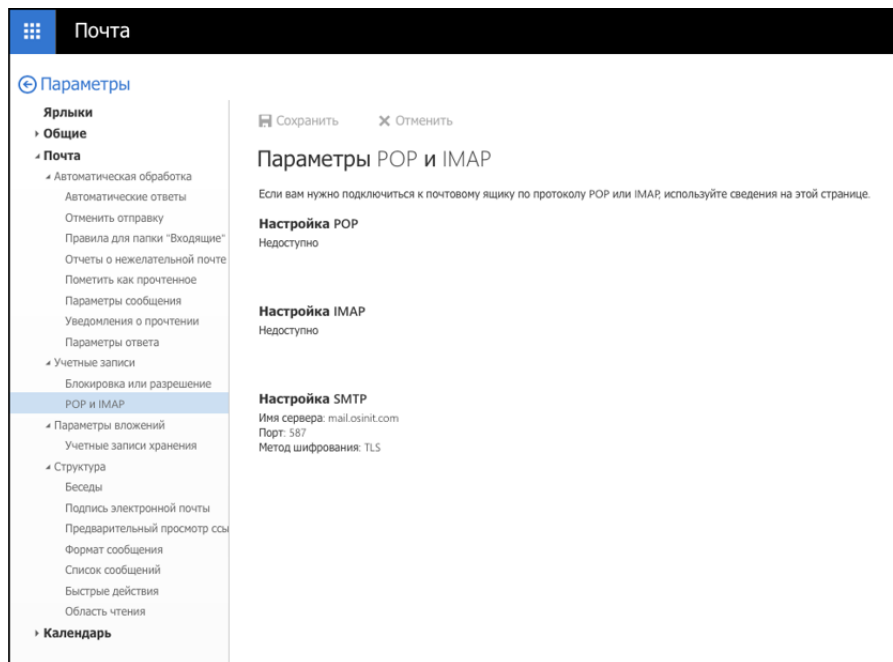 Почта
Параметры
Ярлыки
Общие
Почта
Автоматическая обработка
Автоматические ответы
Отменить отправку
Правила для папки "Входящие"
Отчеты о нежелательной почте
Пометить как прочтенное
Параметры сообщения
Уведомления о прочтении
Параметры ответа
Учетные записи
Блокировка или разрешение
POP и IMAP
Параметры вложений
Учетные записи хранения
Структура
Беседы
Подпись электронной почты
Предварительный просмотр ссы
Формат сообщения
Список сообщений
Быстрые действия
Область чтения
Календарь
Сохранить Отменить
Параметры POP и IMAP
Если вам нужно подключиться к почтовому ящику по протоколу POP или IMAP, используйте сведения на этой странице.
Настройка POP
Недоступно
Настройка IMAP
Недоступно
Настройка SMTP
Имя сервера: mail.osinit.com
Порт: 587
Метод шифрования: TLS